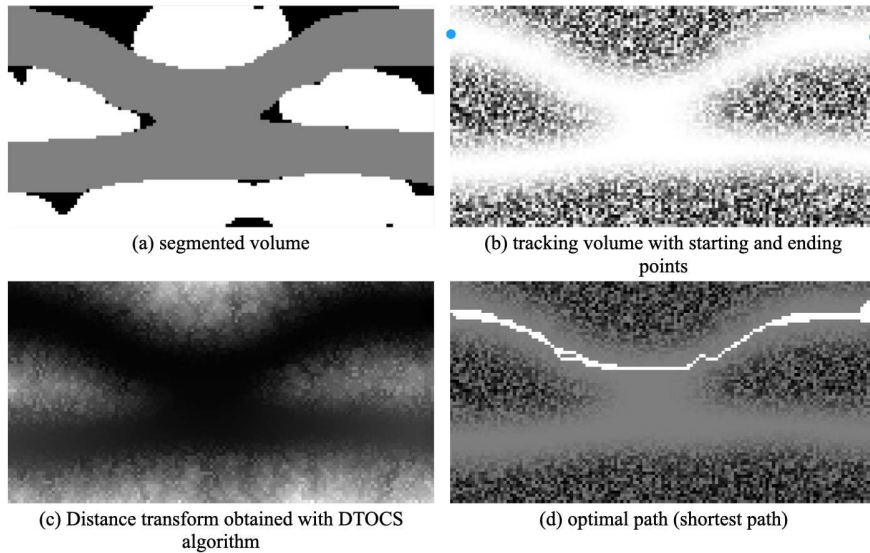 (a) segmented volume
(b) tracking volume with starting and ending
points
(c) Distance transform obtained with DTOCS
algorithm
(d) optimal path (shortest path)